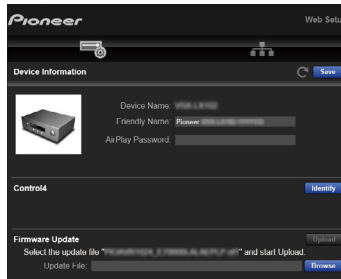 Pioneer
Web Setu
Device Information
Save
Device Name:
Friendly Name: Pioneer
AirPlay Password:
Control4
Identify
Firmware Update
Upload
Select the update file " " and start Upload.
Update File:
Browse